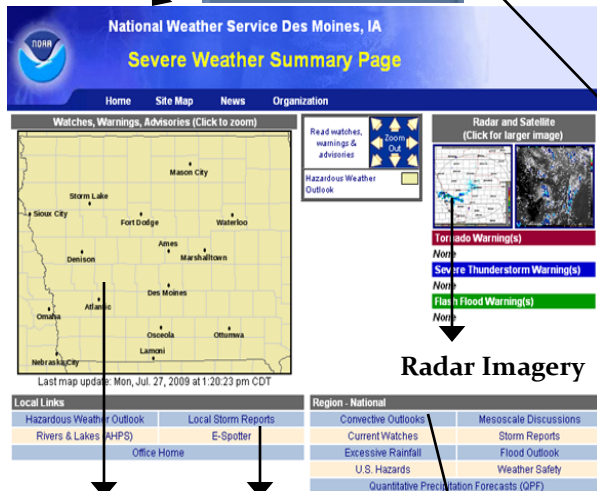 NOAA
National Weather Service Des Moines, IA
Severe Weather Summary Page
Home Site Map News Organization
Watches, Warnings, Advisories (Click to zoom)
Mason City
Storm Lake
Sioux City
Fort Dodge
Waterloo
Ames
Denison
Marshalltown
Des Moines
Atlantic
Omaha
Osceola
Ottumwa
Lamoni
Nebraska City
Last map update: Mon, Jul. 27, 2009 at 1:20:23 pm CDT
Read watches,
warnings &
advisories
Zoom
Out
Hazardous Weather
Outlook
Radar and Satellite
(Click for larger image)
Tornado Warning(s)
None
Severe Thunderstorm Warning(s)
None
Flash Flood Warning(s)
None
Radar Imagery
Local Links
Hazardous Weather Outlook Local Storm Reports
Rivers & Lakes (AHPS) E-Spotter
Office Home
Region - National
Convective Outlooks Mesoscale Discussions
Current Watches Storm Reports
Excessive Rainfall Flood Outlook
U.S. Hazards Weather Safety
Quantitative Precipitation Forecasts (QPF)